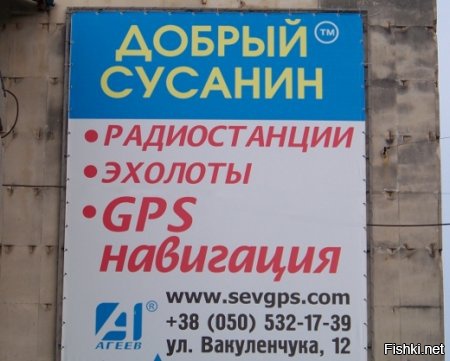 ДОБРЫЙ ™
СУСАНИН
• РАДИОСТАНЦИИ
• ЭХОЛОТЫ
• GPS
навигация
www.sevgps.com
АГЕЕВ ®
+38 (050) 532-17-39
ул. Вакуленчука, 12
Fishki.net